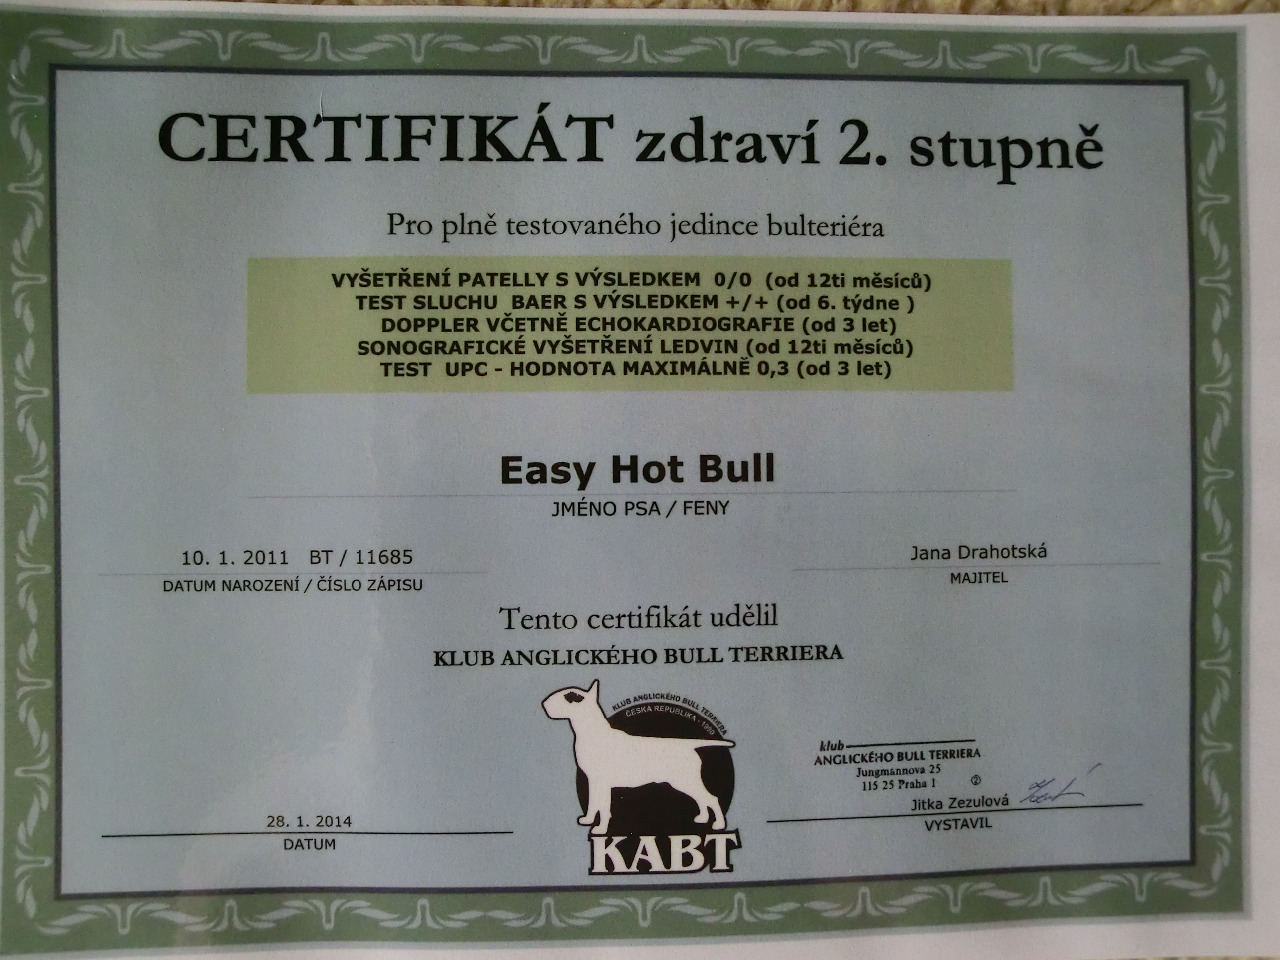 CERTIFIKÁT zdraví 2. stupně
Pro plně testovaného jedince bulteriéra
VYŠETŘENÍ PATELLY S VÝSLEDKEM 0/0 (od 12ti měsíců)
TEST SLUCHU BAER S VÝSLEDKEM +/+ (od 6. týdne )
DOPPLER VČETNĚ ECHOKARDIOGRAFIE (od 3 let)
SONOGRAFICKÉ VYŠETŘENÍ LEDVIN (od 12ti měsíců)
TEST UPC - HODNOTA MAXIMÁLNĚ 0,3 (od 3 let)
Easy Hot Bull
JMÉNO PSA / FENY
10. 1. 2011 BT / 11685
DATUM NAROZENÍ / ČÍSLO ZÁPISU
Jana Drahotská
MAJITEL
Tento certifikát udělil
KLUB ANGLICKÉHO BULL TERRIERA
KLUB ANGLICKÉHO BULL TERRIERA
ČESKÁ REPUBLIKA - 1990
KABT
klub
ANGLICKÉHO BULL TERRIERA
Jungmannova 25
115 25 Praha 1 ②
Jitka Zezulová
VYSTAVIL
28. 1. 2014
DATUM